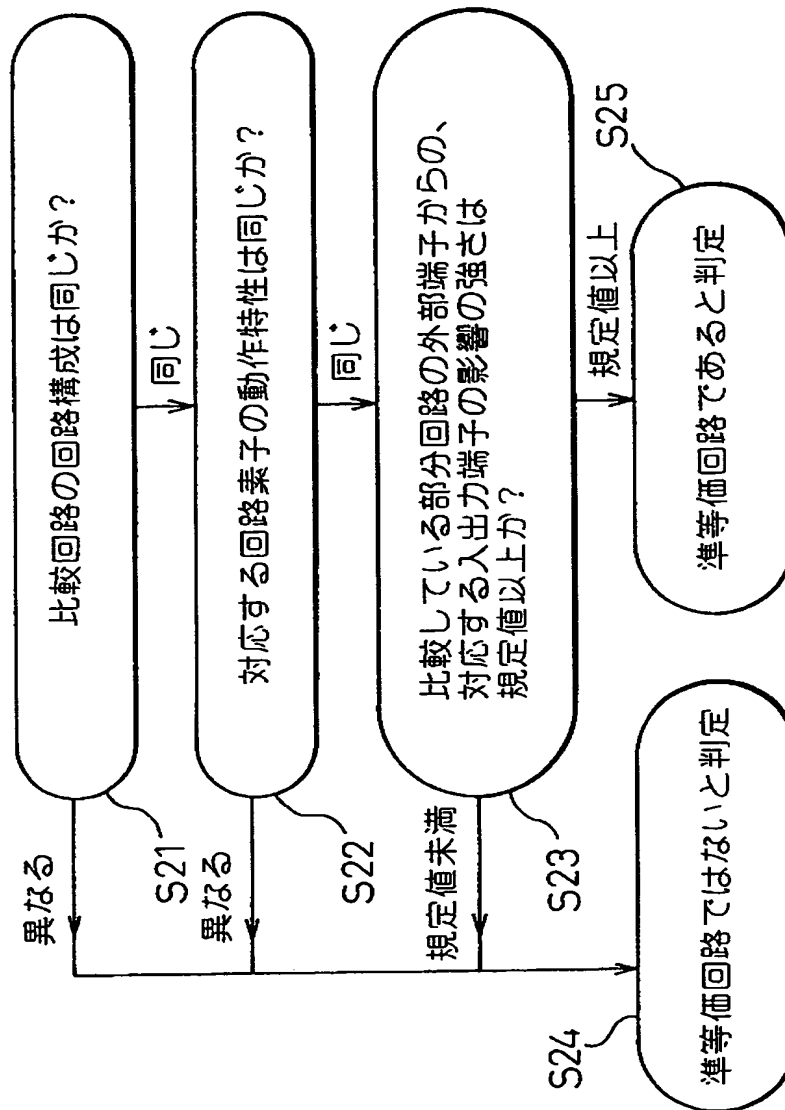 比較回路の回路構成は同じか?
S21
異なる
同じ
対応する回路素子の動作特性は同じか?
S22
異なる
同じ
比較している部分回路の外部端子からの、
対応する入出力端子の影響の強さは
規定値以上か?
S23
規定値未満
規定値以上
S24
準等価回路ではないと判定
S25
準等価回路であると判定